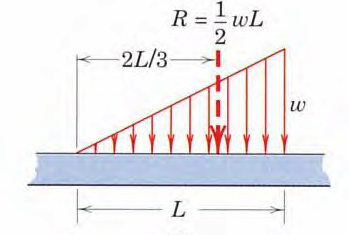 R = 1/2 wL
2L/3
w
L